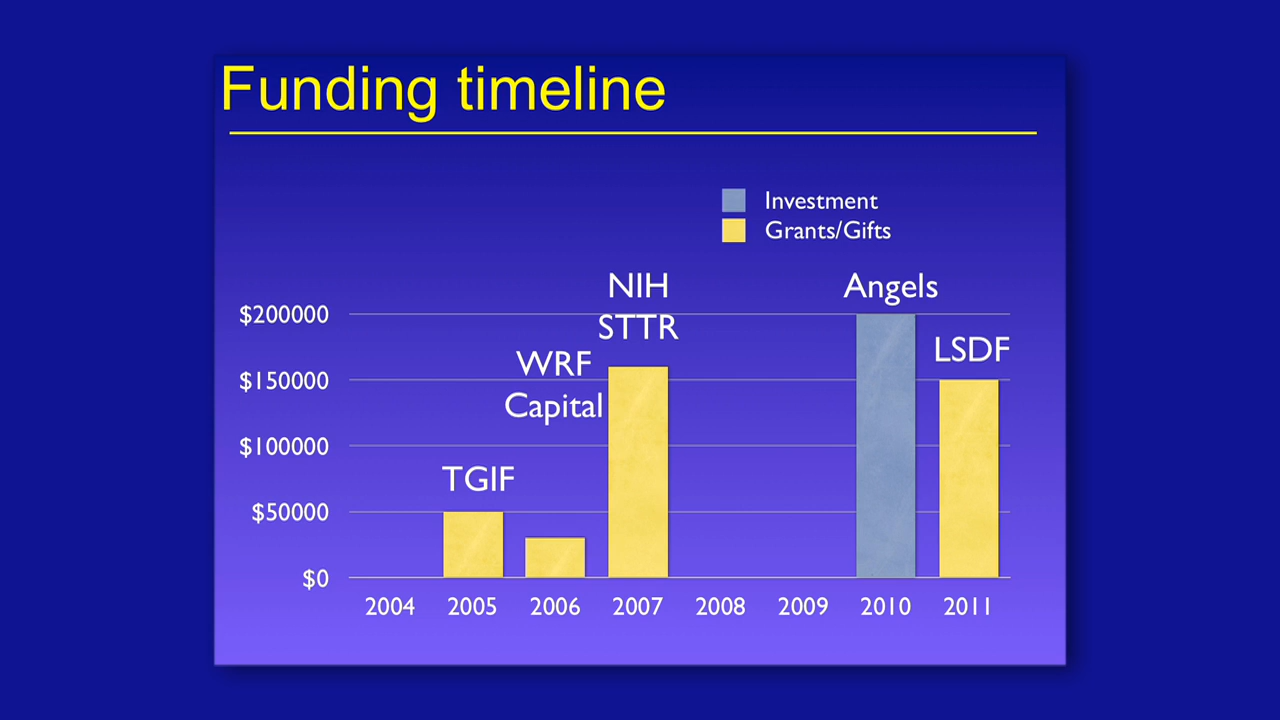 Funding timeline
Investment
Grants/Gifts
NIH
STTR
Angels
$200000
WRF
Capital
LSDF
$150000
$100000
TGIF
$50000
$0
2004 2005 2006 2007 2008 2009 2010 2011